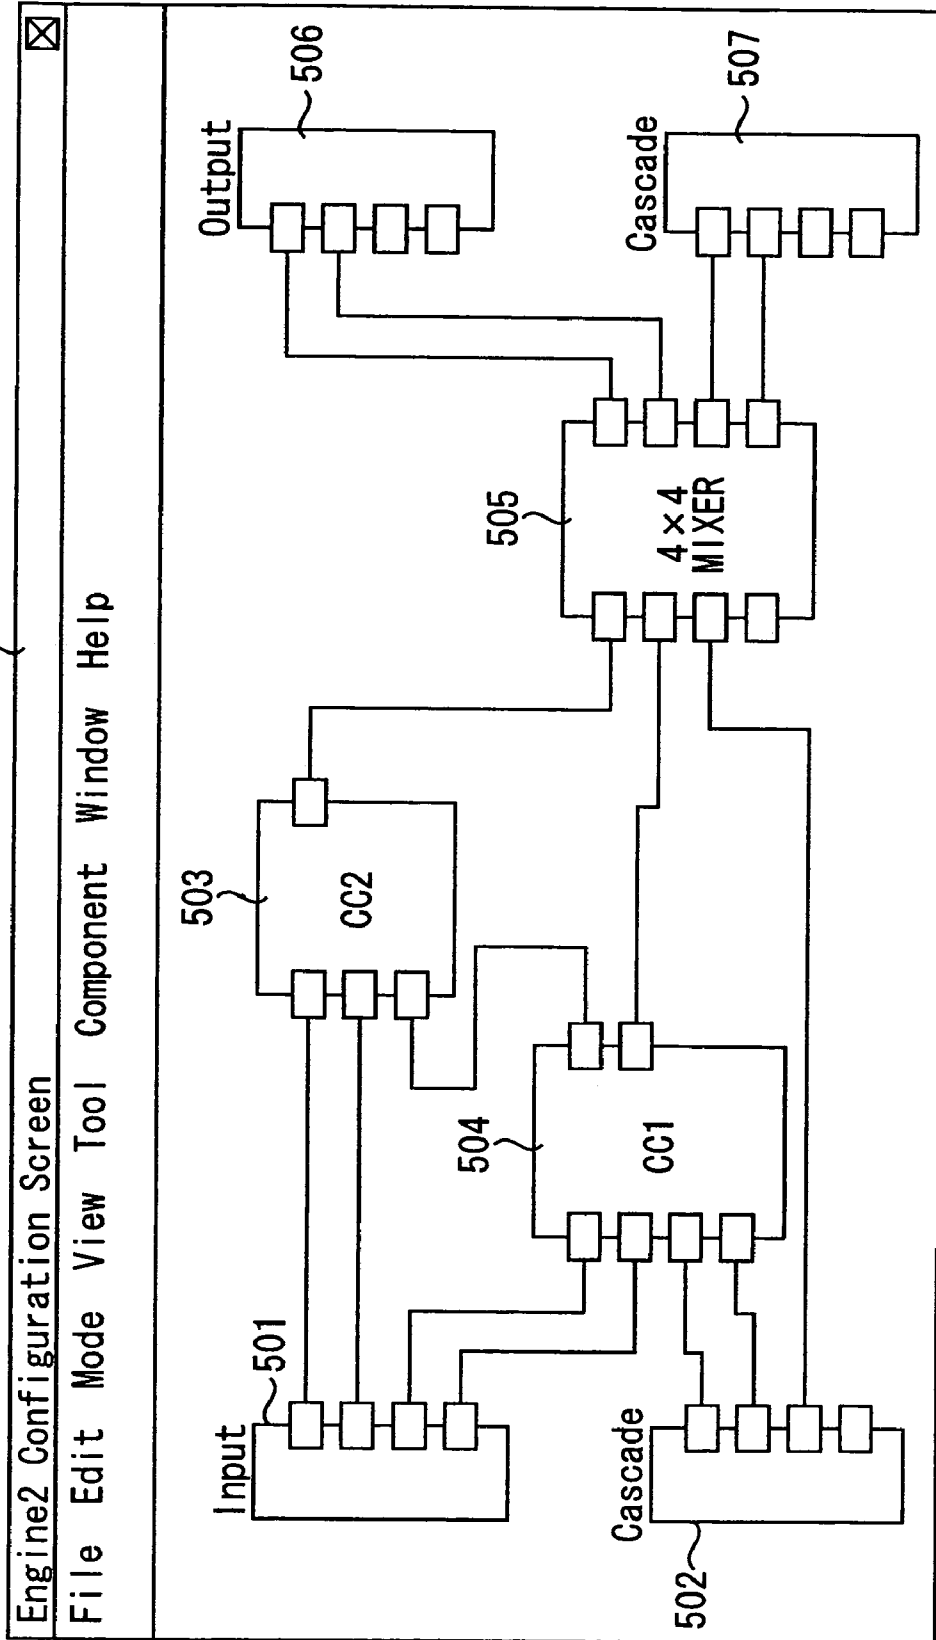 Engine2 Configuration Screen
File Edit Mode View Tool Component Window Help
Input
501
Cascade
502
503
CC2
504
CC1
505
4×4
MIXER
Output
506
Cascade
507